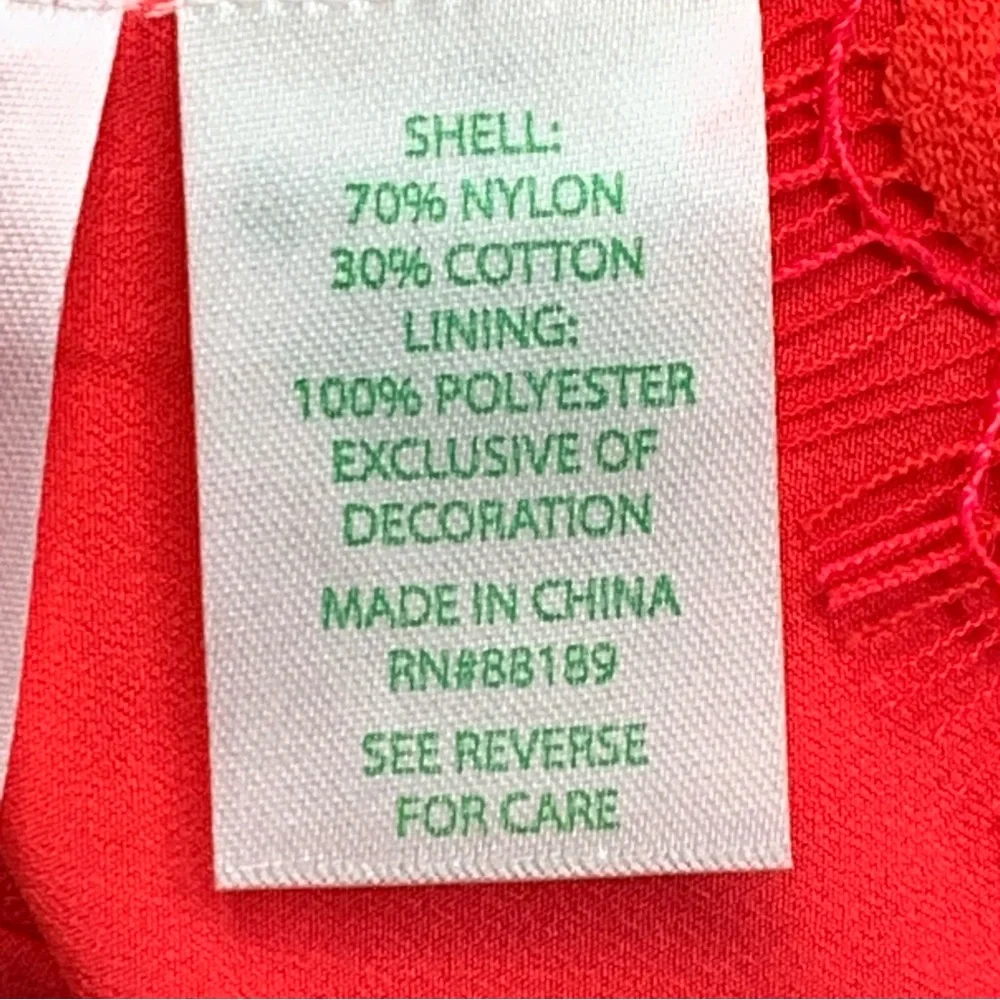 SHELL:
70% NYLON
30% COTTON
LINING:
100% POLYESTER
EXCLUSIVE OF
DECORATION
MADE IN CHINA
RN#88189
SEE REVERSE
FOR CARE